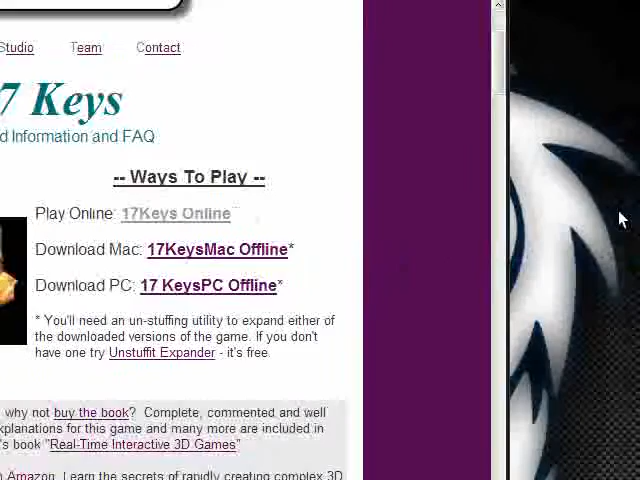 Studio Team Contact
7 Keys
d Information and FAQ
-- Ways To Play --
Play Online: 17Keys Online
Download Mac: 17KeysMac Offline*
Download PC: 17 KeysPC Offline*
* You'll need an un-stuffing utility to expand either of
the downloaded versions of the game. If you don't
have one try Unstuffit Expander - it's free.
why not buy the book? Complete, commented and well
xplanations for this game and many more are included in
's book "Real-Time Interactive 3D Games"
n Amazon. Learn the secrets of rapidly creating complex 3D